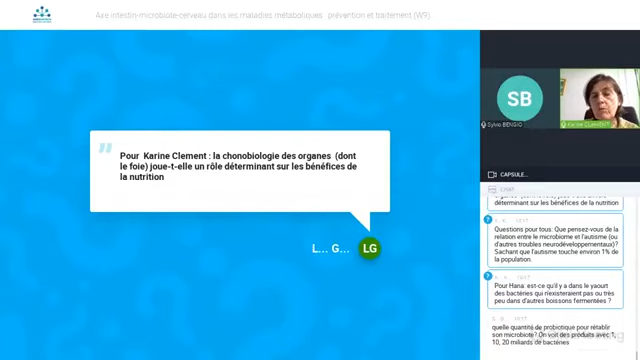 Axe intestin-microbiote-cerveau dans les maladies métaboliques : prévention et traitement (W9)
Pour Karine Clement : la chonobiologie des organes (dont
le foie) joue-t-elle un rôle déterminant sur les bénéfices de
la nutrition
L... G...
LG
SB
Sylvie BENGIO
Karine CLEMENT
CAPSULE...
CHAT
déterminant sur les bénéfices de la nutrition
Questions pour tous: Que pensez-vous de la
relation entre le microbiome et l'autisme (ou
d'autres troubles neurodéveloppementaux)?
Sachant que l'autisme touche environ 1% de
la population.
Pour Hana: est-ce qu'il y a dans le yaourt
des bactéries qui n'existeraient pas ou très
peu dans d'autres boissons fermentées ?
quelle quantité de probiotique pour rétablir
son microbiote? On voit des produits avec 1,
10, 20 miliards de bactéries